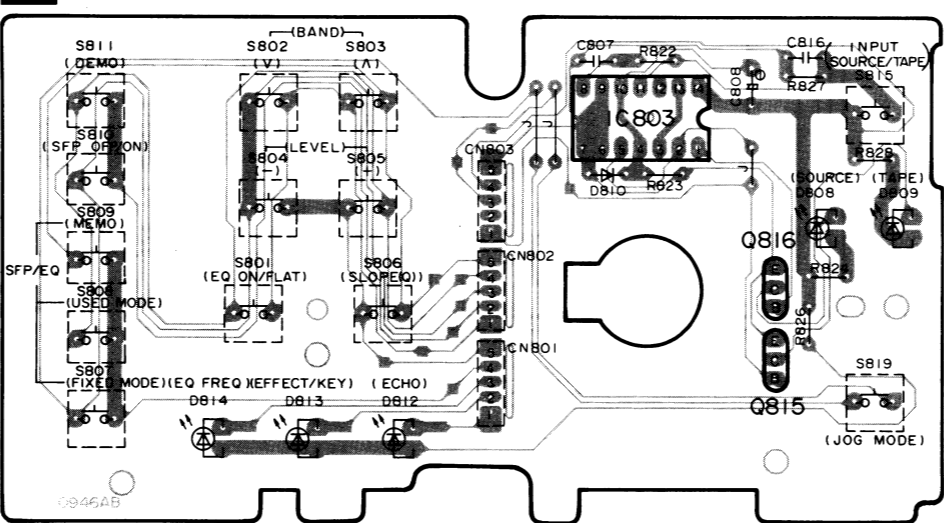 S811
(DEMO)
S802
(BAND)
S803
(V)
(Λ)
S810
(SFP OFF/ON)
S804
(LEVEL)
S805
(-)
(+)
S809
(MEMO)
SFP/EQ
S801
(EQ ON/FLAT)
S806
(SLOPE(Q))
S808
(USED MODE)
S807
(FIXED MODE)
(EQ FREQ)
(EFFECT/KEY)
(ECHO)
D814
D813
D812
CN803
CN802
CN801
C807
R822
IC803
D810
R823
C808
C816
R827
(INPUT SOURCE/TAPE)
S815
R828
(SOURCE)
(TAPE)
D808
D809
Q816
R826
Q815
S819
(JOG MODE)
0946AB